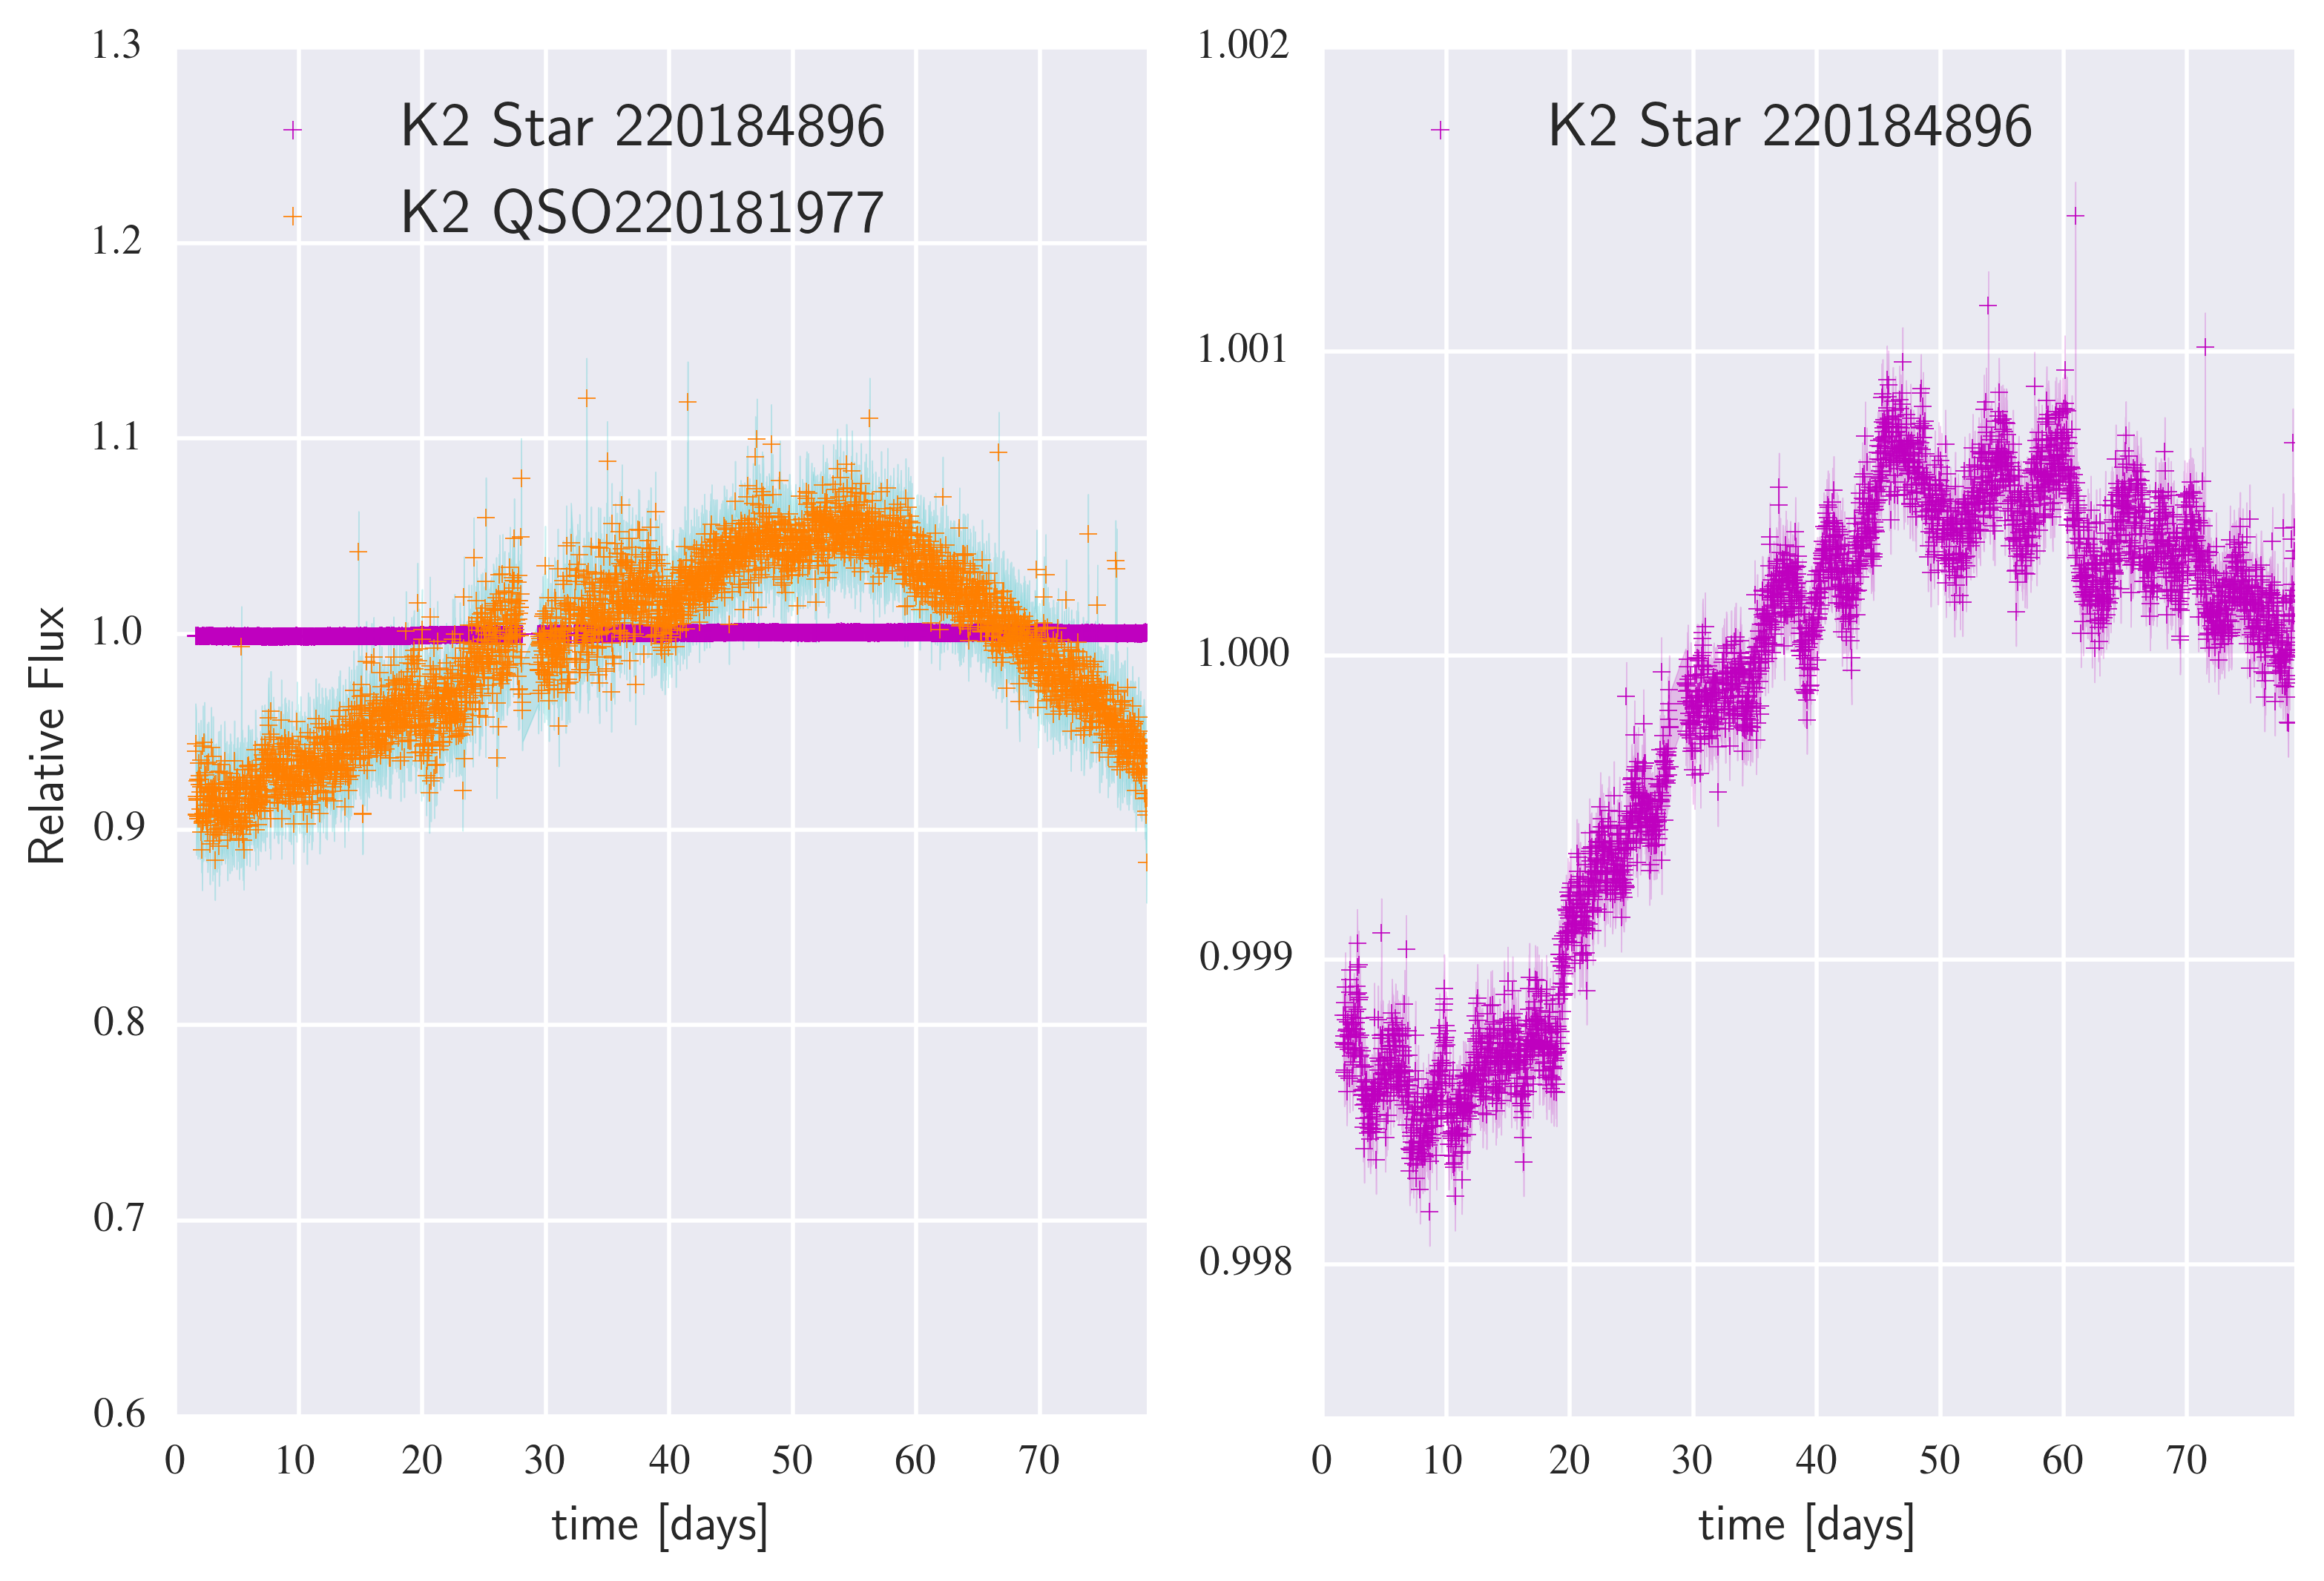 1.3
1.2
1.1
1.0
0.9
0.8
0.7
0.6
Relative Flux
K2 Star 220184896
K2 QSO220181977
0 10 20 30 40 50 60 70
time [days]
1.002
1.001
1.000
0.999
0.998
K2 Star 220184896
0 10 20 30 40 50 60 70
time [days]